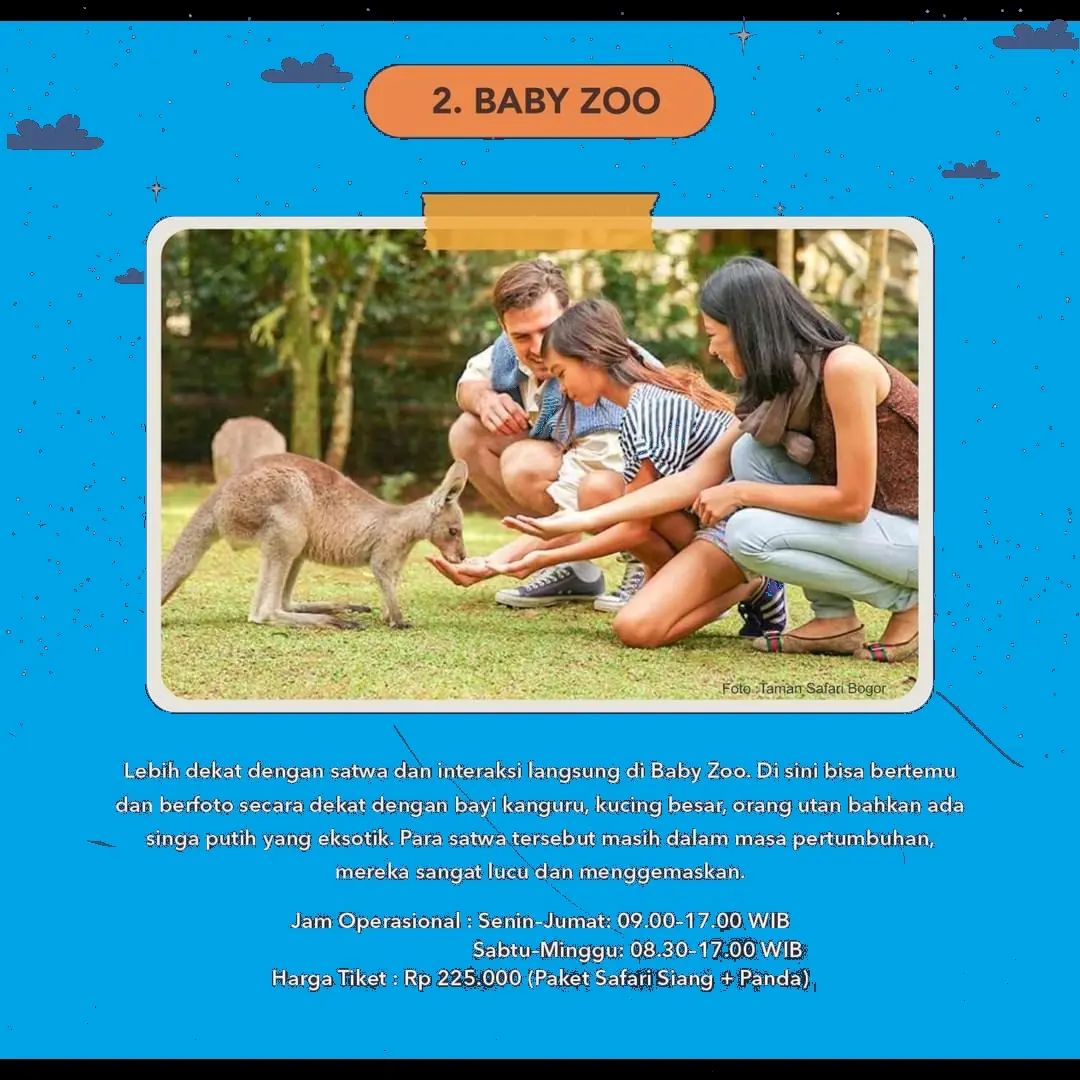 2. BABY ZOO
Foto :Taman Safari Bogor
Lebih dekat dengan satwa dan interaksi langsung di Baby Zoo. Di sini bisa bertemu
dan berfoto secara dekat dengan bayi kanguru, kucing besar, orang utan bahkan ada
singa putih yang eksotik. Para satwa tersebut masih dalam masa pertumbuhan,
mereka sangat lucu dan menggemaskan.
Jam Operasional : Senin-Jumat: 09.00-17.00 WIB
Sabtu-Minggu: 08.30-17.00 WIB
Harga Tiket : Rp 225.000 (Paket Safari Siang + Panda)